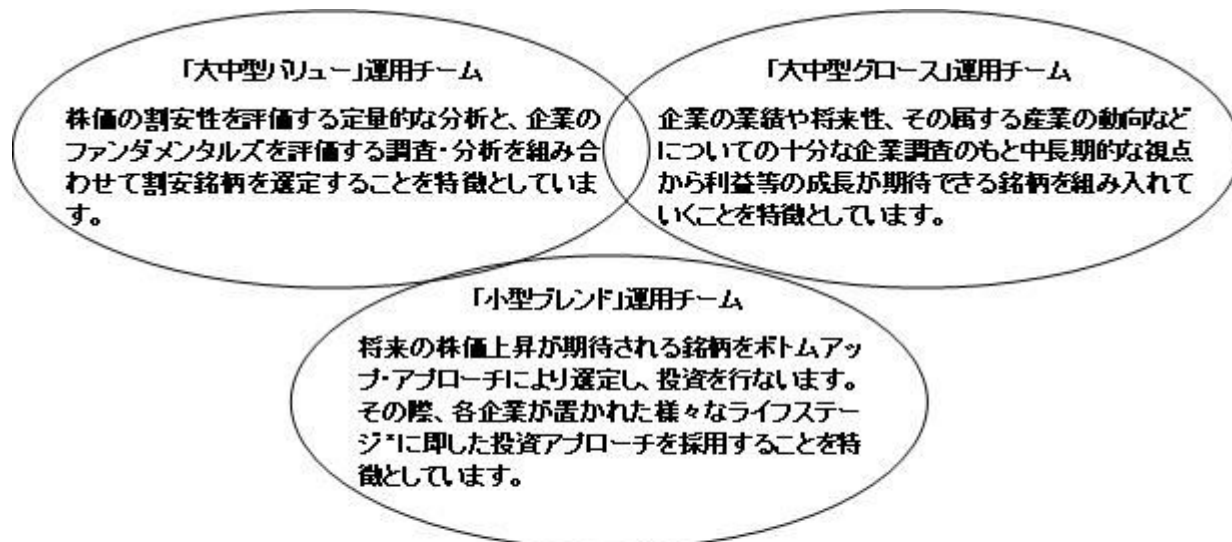 「大中型バリュー」運用チーム
株価の割安性を評価する定量的な分析と、企業の
ファンダメンタルズを評価する調査・分析を組み合
わせて割安銘柄を選定することを特徴としていま
す。
「大中型グロース」運用チーム
企業の業績や将来性、その属する産業の動向など
についての十分な企業調査のもと中長期的な視点
から利益等の成長が期待できる銘柄を組み入れて
いくことを特徴としています。
「小型ブレンド」運用チーム
将来の株価上昇が期待される銘柄をボトムアッ
プ・アプローチにより選定し、投資を行ないます。
その際、各企業が置かれた様々なライフステー
ジ*に即した投資アプローチを採用することを特
徴としています。